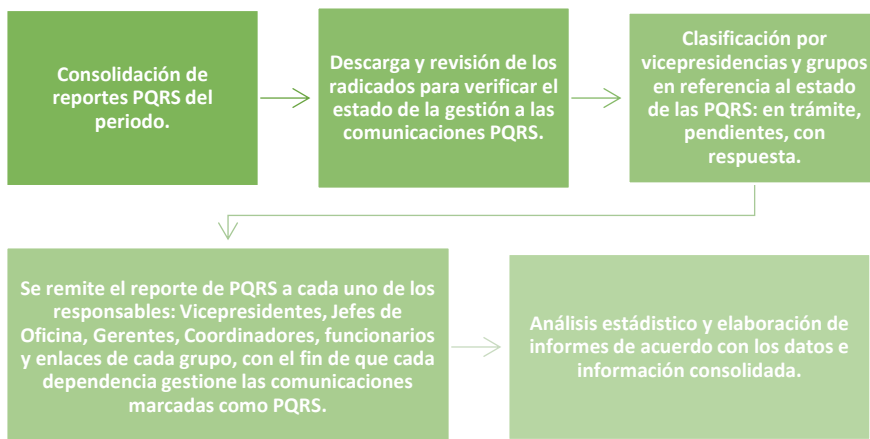 Consolidación de
reportes PQRS del
periodo.
Descarga y revisión de los
radicados para verificar el
estado de la gestión a las
comunicaciones PQRS.
Clasificación por
vicepresidencias y grupos
en referencia al estado
de las PQRS: en trámite,
pendientes, con
respuesta.
Se remite el reporte de PQRS a cada uno de los
responsables: Vicepresidentes, Jefes de
Oficina, Gerentes, Coordinadores, funcionarios
y enlaces de cada grupo, con el fin de que cada
dependencia gestione las comunicaciones
marcadas como PQRS.
Análisis estádistico y elaboración de
informes de acuerdo con los datos e
información consolidada.